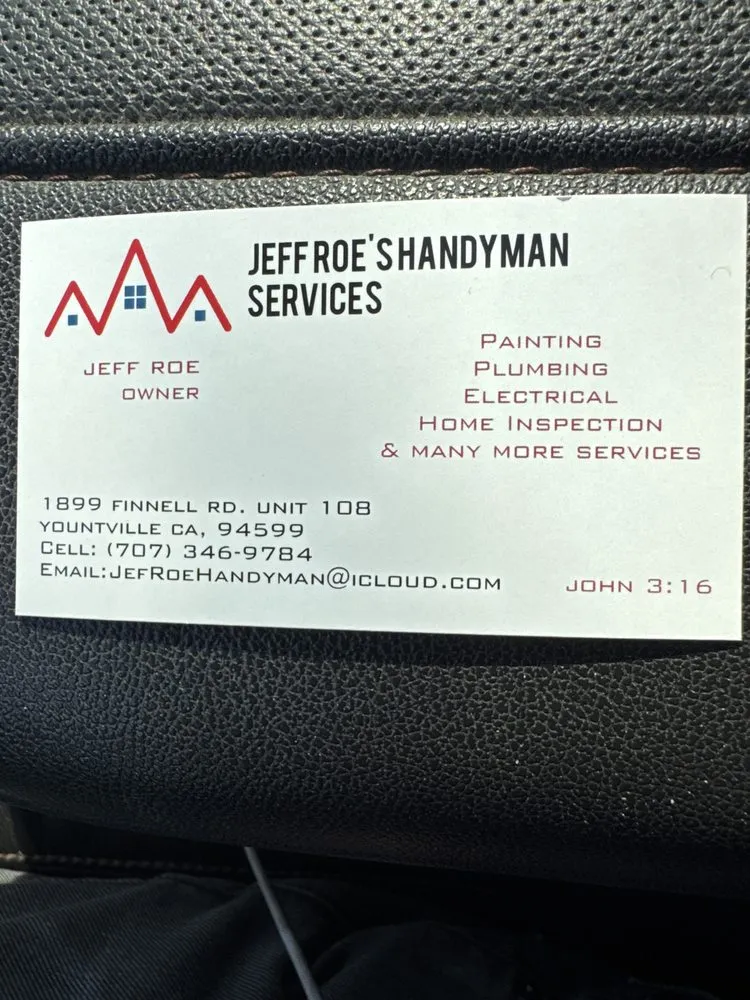 JEFF ROE'S HANDYMAN
SERVICES
JEFF ROE
OWNER
PAINTING
PLUMBING
ELECTRICAL
HOME INSPECTION
& MANY MORE SERVICES
1899 FINNELL RD. UNIT 108
YOUNTVILLE CA, 94599
CELL: (707) 346-9784
EMAIL:JEFROEHANDYMAN@ICLOUD.COM
JOHN 3:16